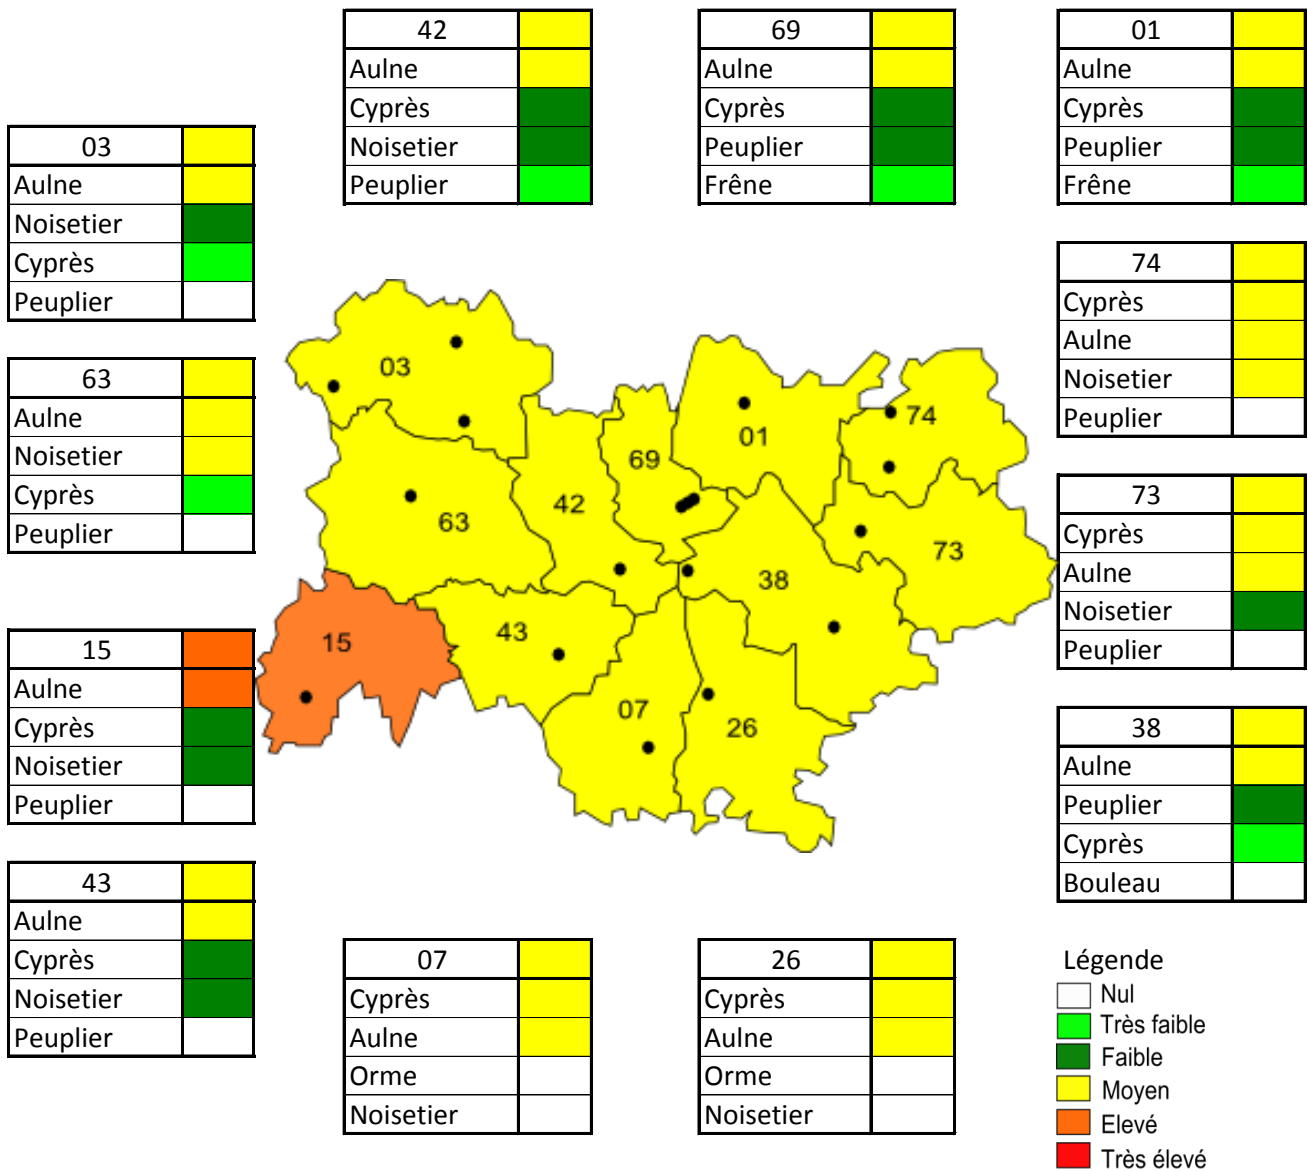 42
Aulne
Cyprès
Noisetier
Peuplier
69
Aulne
Cyprès
Peuplier
Frêne
01
Aulne
Cyprès
Peuplier
Frêne
03
Aulne
Noisetier
Cyprès
Peuplier
63
Aulne
Noisetier
Cyprès
Peuplier
15
Aulne
Cyprès
Noisetier
Peuplier
43
Aulne
Cyprès
Noisetier
Peuplier
03
01
74
69
42
63
73
38
15
43
07
26
74
Cyprès
Aulne
Noisetier
Peuplier
73
Cyprès
Aulne
Noisetier
Peuplier
38
Aulne
Peuplier
Cyprès
Bouleau
07
Cyprès
Aulne
Orme
Noisetier
26
Cyprès
Aulne
Orme
Noisetier
Légende
Nul
Très faible
Faible
Moyen
Elevé
Très élevé